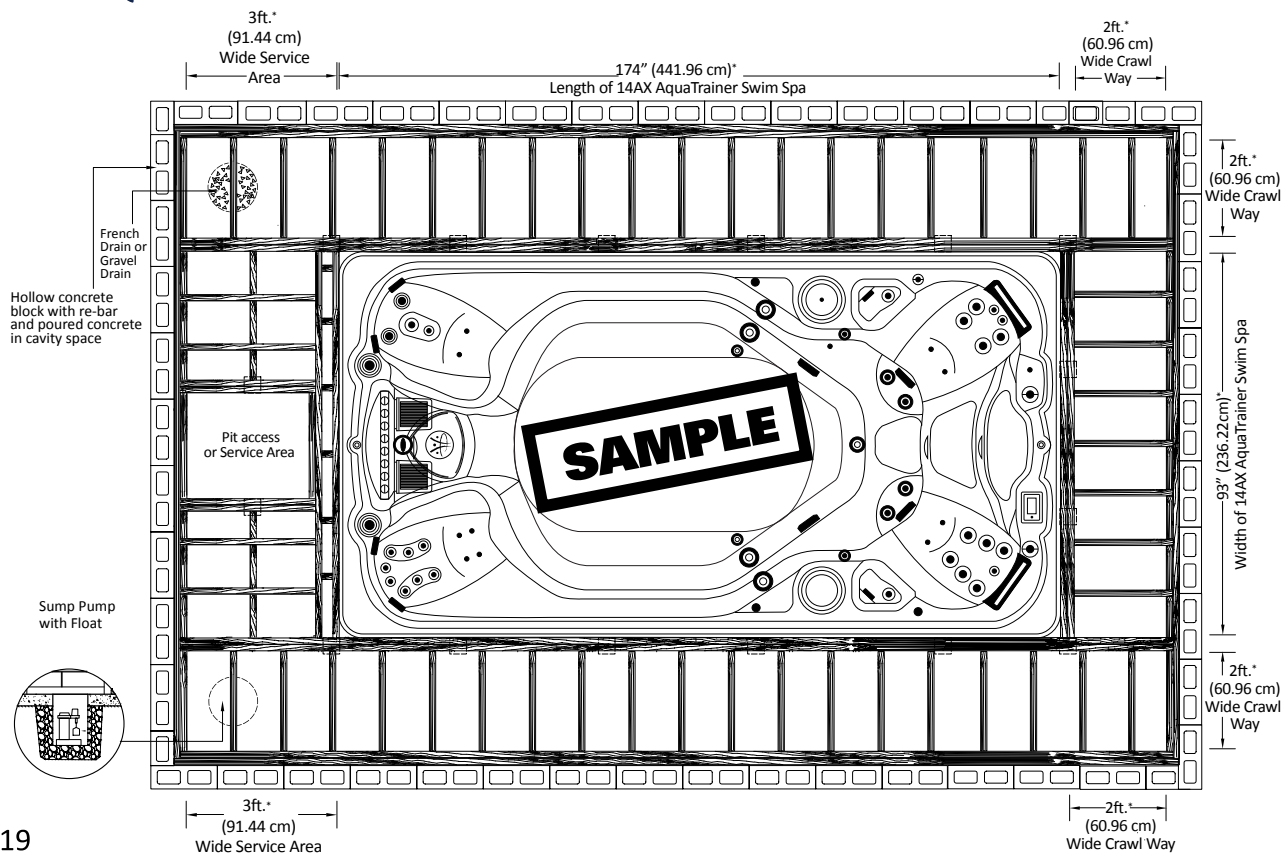 3ft.*
(91.44 cm)
Wide Service
Area
174” (441.96 cm)*
Length of 14AX AquaTrainer Swim Spa
2ft.*
(60.96 cm)
Wide Crawl
Way
2ft.*
(60.96 cm)
Wide Crawl
Way
French
Drain or
Gravel
Drain
Hollow concrete
block with re-bar
and poured concrete
in cavity space
Pit access
or Service Area
SAMPLE
93” (236.22cm)*
Width of 14AX AquaTrainer Swim Spa
Sump Pump
with Float
2ft.*
(60.96 cm)
Wide Crawl
Way
3ft.*
(91.44 cm)
Wide Service Area
2ft.*
(60.96 cm)
Wide Crawl Way
19